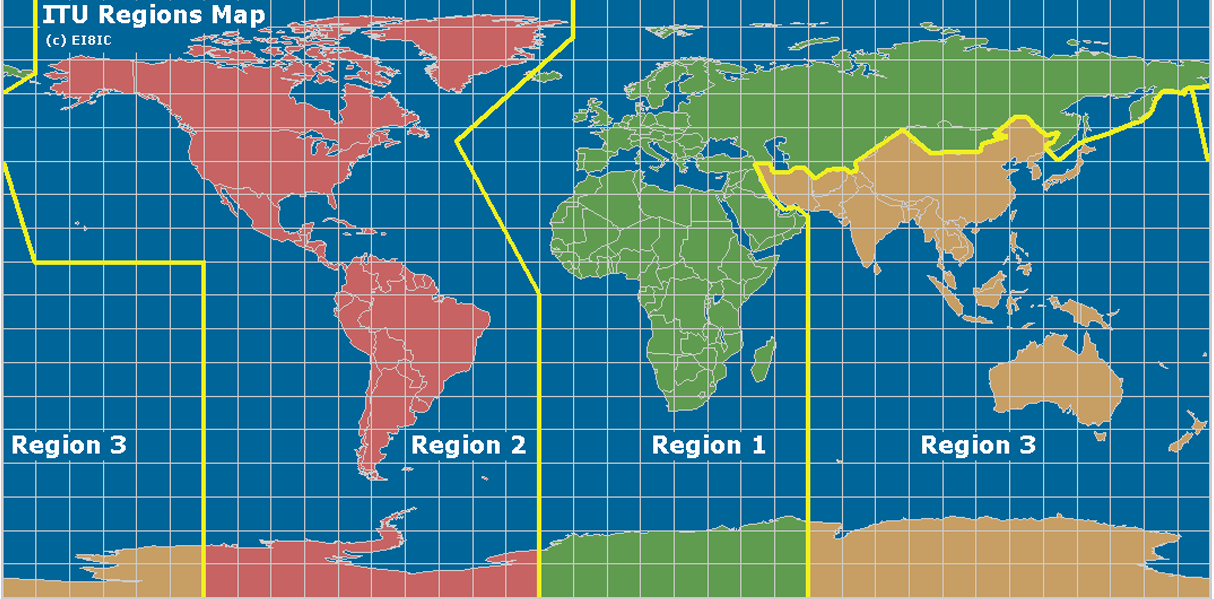 ITU Regions Map
(c) EI8IC
Region 3
Region 2
Region 1
Region 3